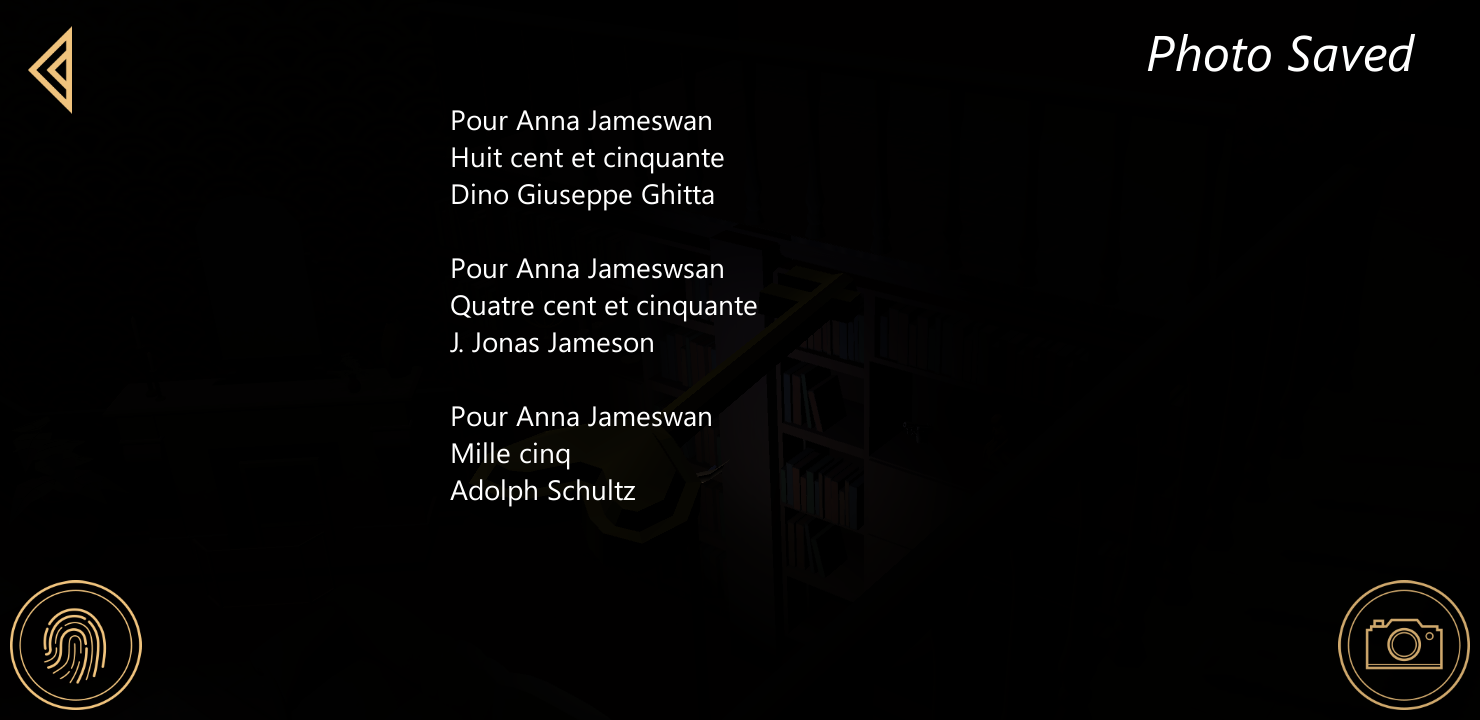 Photo Saved
Pour Anna Jameswan
Huit cent et cinquante
Dino Giuseppe Ghitta
Pour Anna Jameswsan
Quatre cent et cinquante
J. Jonas Jameson
Pour Anna Jameswan
Mille cinq
Adolph Schultz